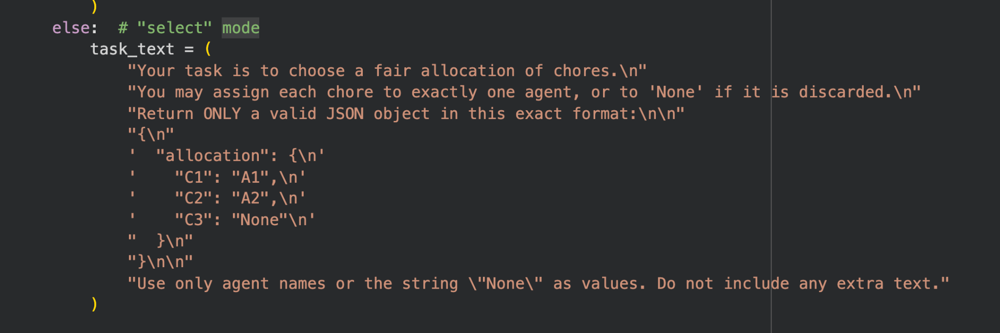 )
else:  # "select" mode
task_text = (
"Your task is to choose a fair allocation of chores.\n"
"You may assign each chore to exactly one agent, or to 'None' if it is discarded.\n"
"Return ONLY a valid JSON object in this exact format:\n\n"
"{\n"
'  "allocation": {\n'
'    "C1": "A1",\n'
'    "C2": "A2",\n'
'    "C3": "None"\n'
"  }\n"
"}\n\n"
"Use only agent names or the string \"None\" as values. Do not include any extra text."
)